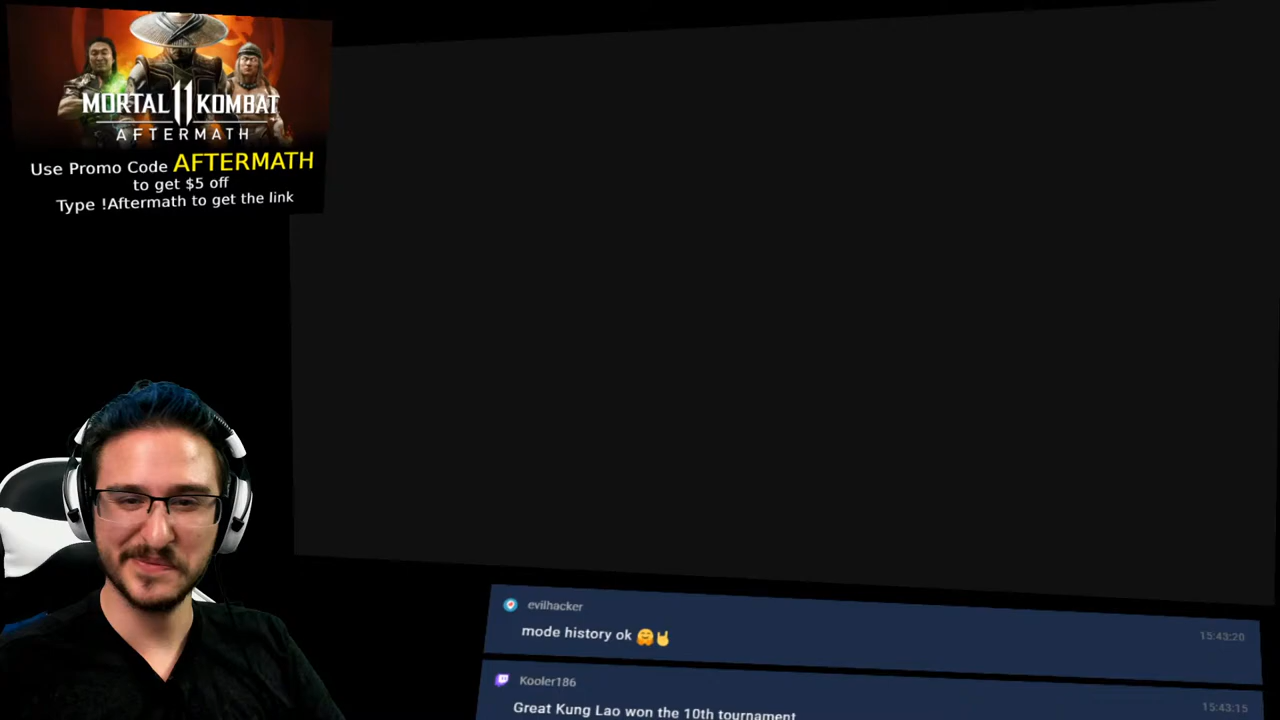 MORTAL 11 KOMBAT
AFTERMATH
Use Promo Code AFTERMATH
to get $5 off
Type !Aftermath to get the link
evilhacker
mode history ok 🤗🤘
15:43:20
Kooler186
Great Kung Lao won the 10th tournament
15:43:15